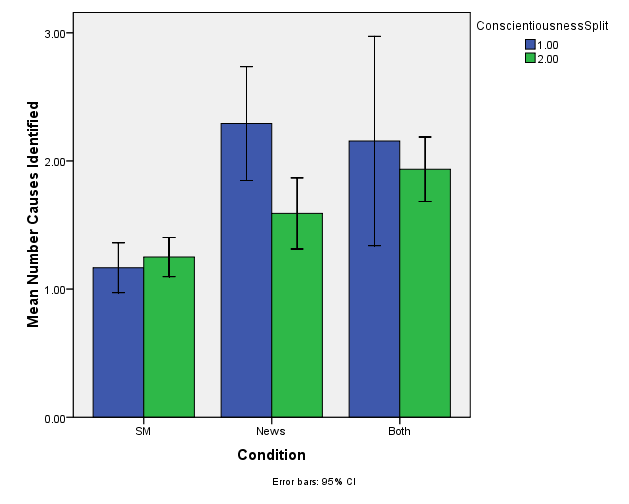 ConscientiousnessSplit
1.00
2.00
Mean Number Causes Identified
3.00
2.00
1.00
0.00
SM
News
Both
Condition
Error bars: 95% CI